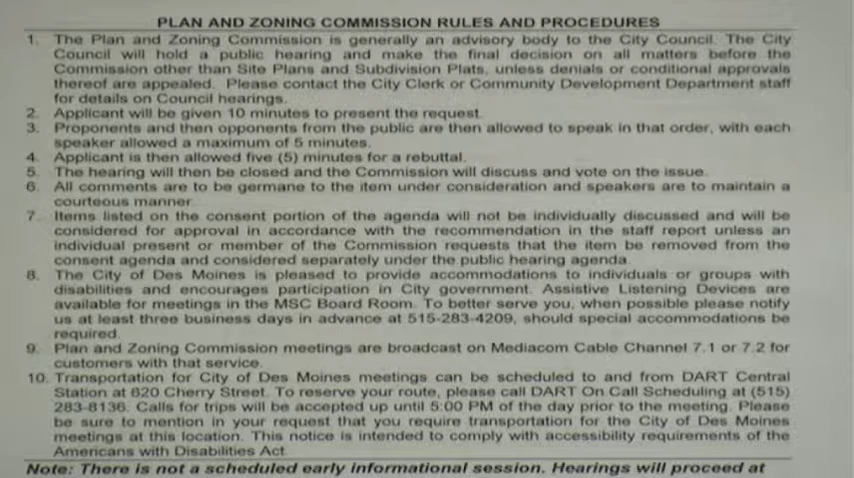 PLAN AND ZONING COMMISSION RULES AND PROCEDURES
1. The Plan and Zoning Commission is generally an advisory body to the City Council. The City
Council will hold a public hearing and make the final decision on all matters before the
Commission other than Site Plans and Subdivision Plats, unless denials or conditional approvals
thereof are appealed. Please contact the City Clerk or Community Development Department staff
for details on Council hearings.
2. Applicant will be given 10 minutes to present the request.
3. Proponents and then opponents from the public are then allowed to speak in that order, with each
speaker allowed a maximum of 5 minutes.
4. Applicant is then allowed five (5) minutes for a rebuttal.
5. The hearing will then be closed and the Commission will discuss and vote on the issue.
6. All comments are to be germane to the item under consideration and speakers are to maintain a
courteous manner.
7. Items listed on the consent portion of the agenda will not be individually discussed and will be
considered for approval in accordance with the recommendation in the staff report unless an
individual present or member of the Commission requests that the item be removed from the
consent agenda and considered separately under the public hearing agenda.
8. The City of Des Moines is pleased to provide accommodations to individuals or groups with
disabilities and encourages participation in City government. Assistive Listening Devices are
available for meetings in the MSC Board Room. To better serve you, when possible please notify
us at least three business days in advance at 515-283-4209, should special accommodations be
required.
9. Plan and Zoning Commission meetings are broadcast on Mediacom Cable Channel 7.1 or 7.2 for
customers with that service.
10. Transportation for City of Des Moines meetings can be scheduled to and from DART Central
Station at 620 Cherry Street. To reserve your route, please call DART On Call Scheduling at (515)
283-8136. Calls for trips will be accepted up until 5:00 PM of the day prior to the meeting. Please
be sure to mention in your request that you require transportation for the City of Des Moines
meetings at this location. This notice is intended to comply with accessibility requirements of the
Americans with Disabilities Act.
Note: There is not a scheduled early informational session. Hearings will proceed at